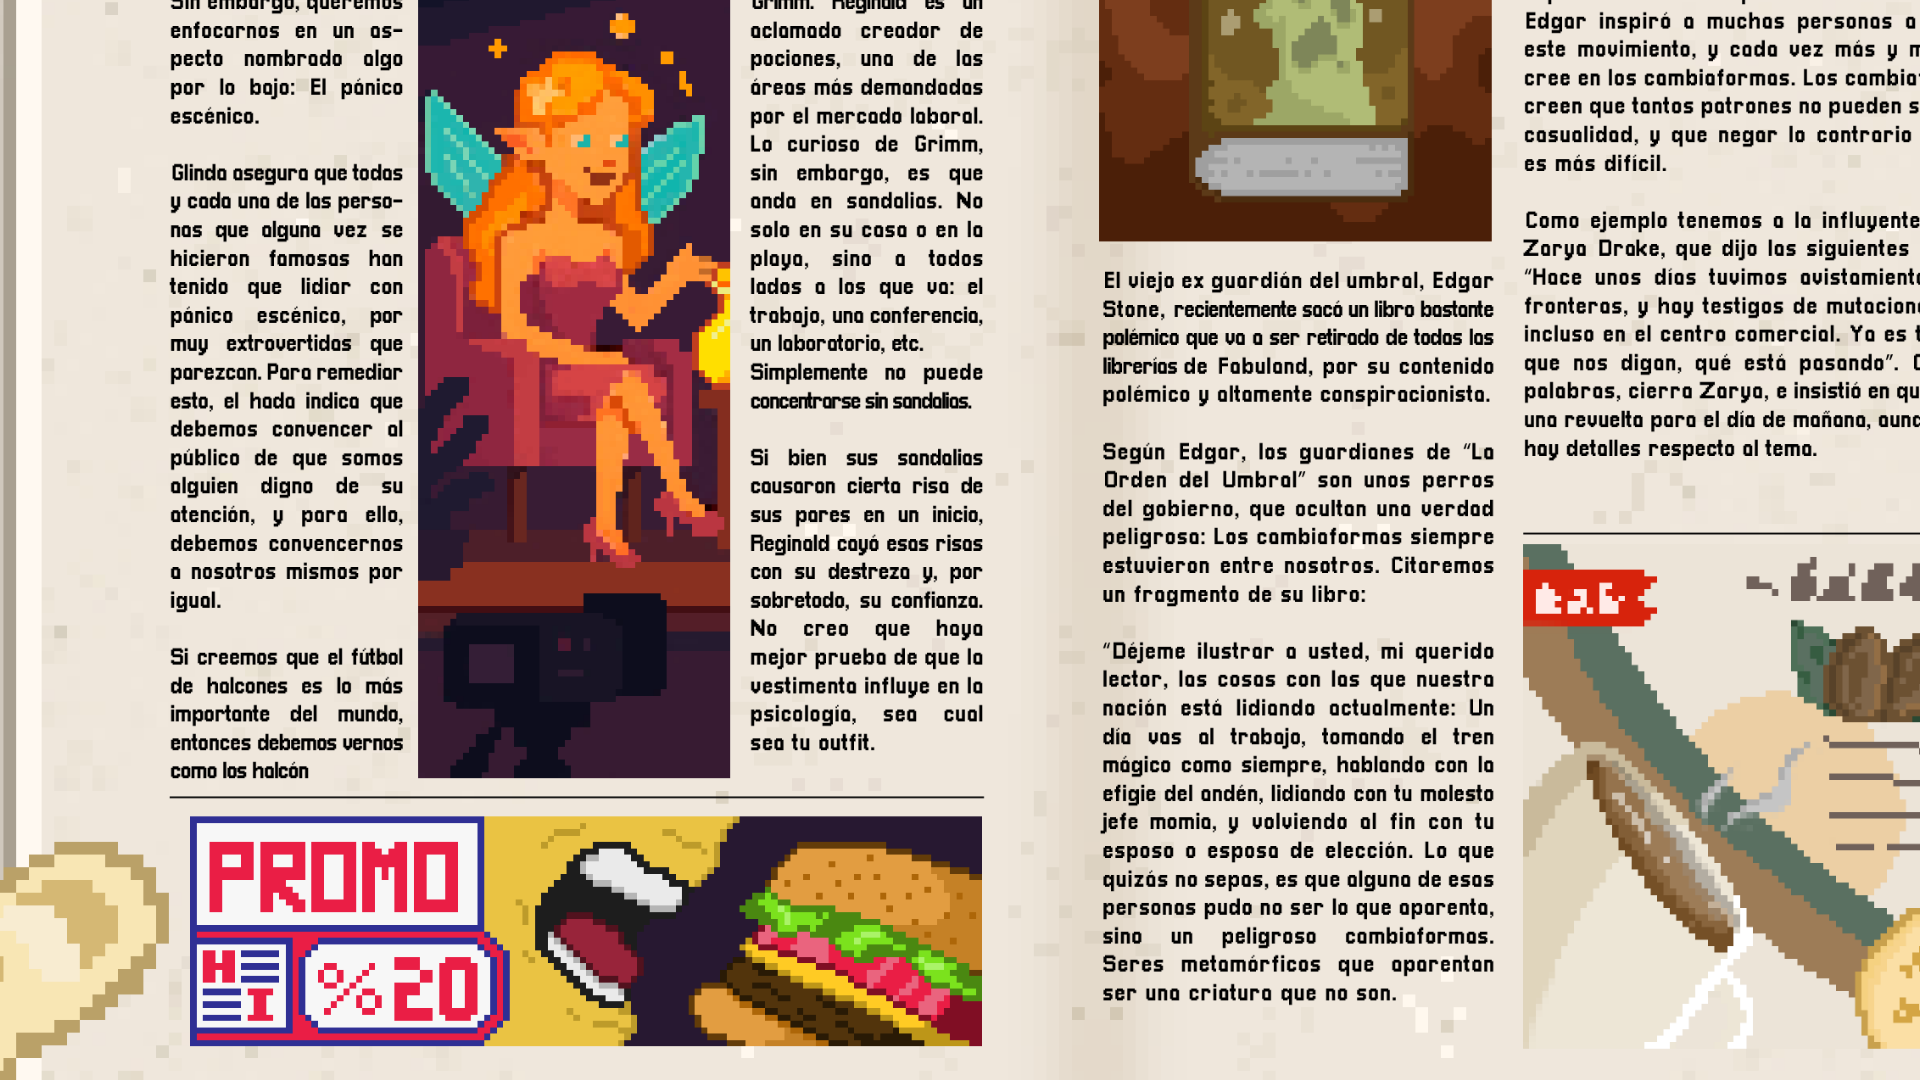 Sin embargo, queremos
enfocarnos en un as-
pecto nombrado algo
por lo bajo: El pánico
escénico.
Glinda asegura que todas
y cada una de las perso-
nas que alguna vez se
hicieron famosas han
tenido que lidiar con
pánico escénico, por
muy extrovertidas que
parezcan. Para remediar
esto, el hada indica que
debemos convencer al
público de que somos
alguien digno de su
atención, y para ello,
debemos convencernos
a nosotros mismos por
igual.
Si creemos que el fútbol
de halcones es lo más
importante del mundo,
entonces debemos vernos
como los halcón
Grimm. Reginald es un
aclamado creador de
pociones, una de las
áreas más demandadas
por el mercado laboral.
Lo curioso de Grimm,
sin embargo, es que
anda en sandalias. No
solo en su casa o en la
playa, sino a todos
lados a los que va: el
trabajo, una conferencia,
un laboratorio, etc.
Simplemente no puede
concentrarse sin sandalias.
Si bien sus sandalias
causaron cierta risa de
sus pares en un inicio,
Reginald cayó esas risas
con su destreza y, por
sobretodo, su confianza.
No creo que haya
mejor prueba de que la
vestimenta influye en la
psicología, sea cual
sea tu outfit.
PROMO
H
I
%20
El viejo ex guardián del umbral, Edgar
Stone, recientemente sacó un libro bastante
polémico que va a ser retirado de todas las
librerías de Fabuland, por su contenido
polémico y altamente conspiracionista.
Según Edgar, los guardianes de “La
Orden del Umbral” son unos perros
del gobierno, que ocultan una verdad
peligrosa: Los cambiaformas siempre
estuvieron entre nosotros. Citaremos
un fragmento de su libro:
“Déjeme ilustrar a usted, mi querido
lector, las cosas con las que nuestra
nación está lidiando actualmente: Un
día vas al trabajo, tomando el tren
mágico como siempre, hablando con la
efigie del andén, lidiando con tu molesto
jefe momia, y volviendo al fin con tu
esposo o esposa de elección. Lo que
quizás no sepas, es que alguna de esas
personas pudo no ser lo que aparenta,
sino un peligroso cambiaformas.
Seres metamórficos que aparentan
ser una criatura que no son.
Edgar inspiró a muchas personas a
este movimiento, y cada vez más y m
cree en los cambiaformas. Los cambia
creen que tantos patrones no pueden s
casualidad, y que negar lo contrario
es más difícil.
Como ejemplo tenemos a la influyente
Zarya Drake, que dijo las siguientes
“Hace unos días tuvimos avistamient
fronteras, y hay testigos de mutacion
incluso en el centro comercial. Ya es t
que nos digan, qué está pasando”. C
palabras, cierra Zarya, e insistió en qu
una revuelta para el día de mañana, aunq
hay detalles respecto al tema.